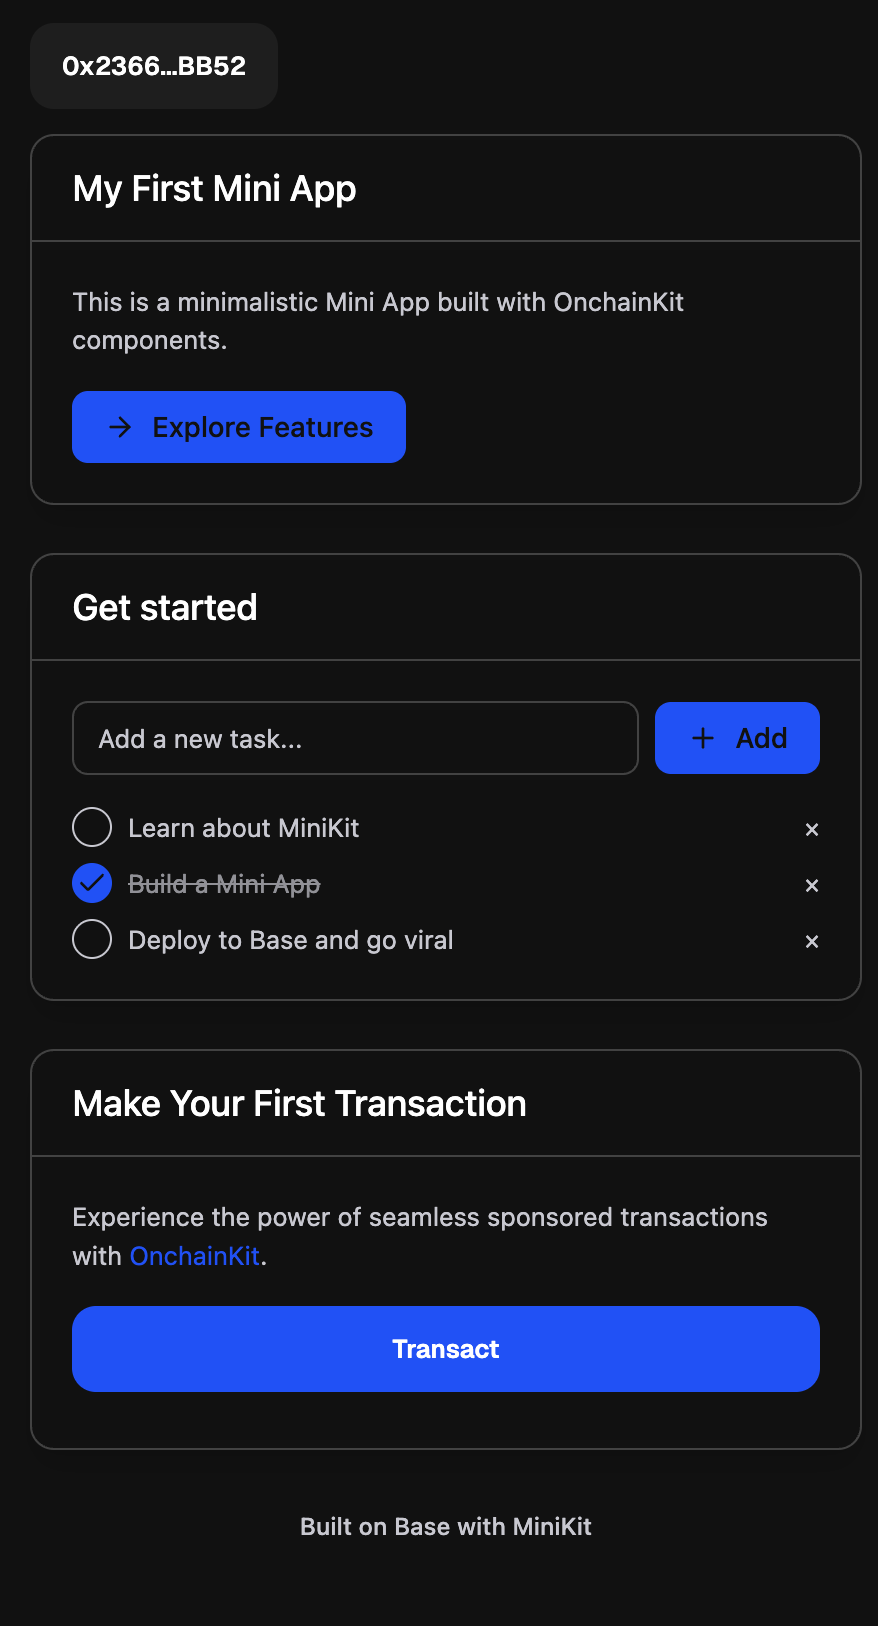 0x2366...BB52
My First Mini App
This is a minimalistic Mini App built with OnchainKit
components.
Explore Features
Get started
Add a new task...
Add
Learn about MiniKit
Build a Mini App
Deploy to Base and go viral
Make Your First Transaction
Experience the power of seamless sponsored transactions
with OnchainKit.
Transact
Built on Base with MiniKit